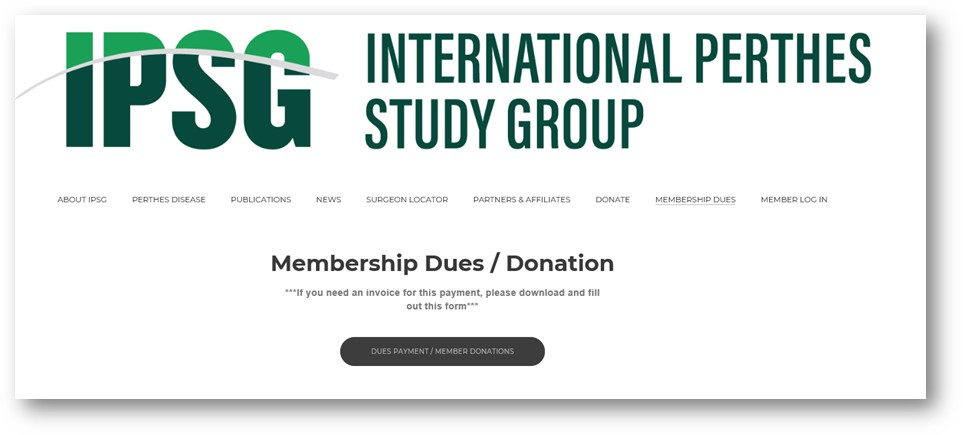 IPSG
INTERNATIONAL PERTHES
STUDY GROUP
ABOUT IPSG PERTHES DISEASE PUBLICATIONS NEWS SURGEON LOCATOR PARTNERS & AFFILIATES DONATE MEMBERSHIP DUES MEMBER LOG IN
Membership Dues / Donation
***If you need an invoice for this payment, please download and fill
out this form***
DUES PAYMENT / MEMBER DONATIONS